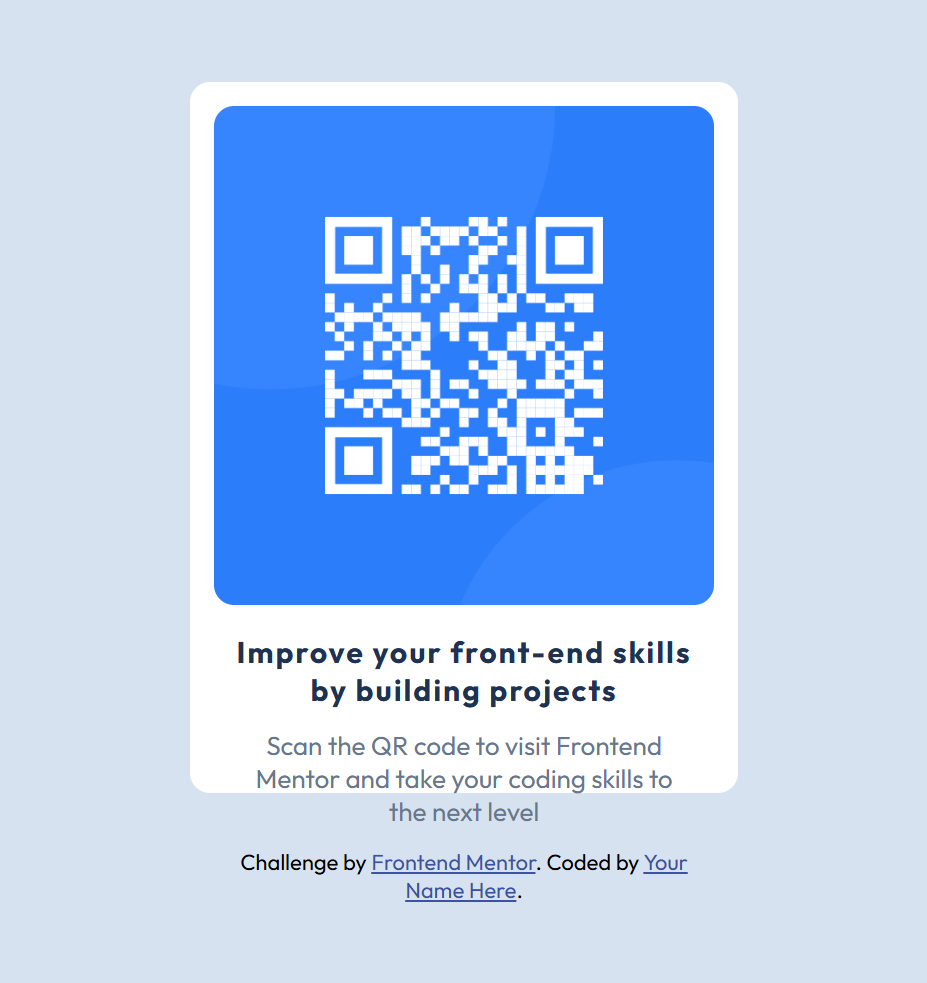 Improve your front-end skills
by building projects
Scan the QR code to visit Frontend
Mentor and take your coding skills to
the next level
Challenge by Frontend Mentor. Coded by Your
Name Here.